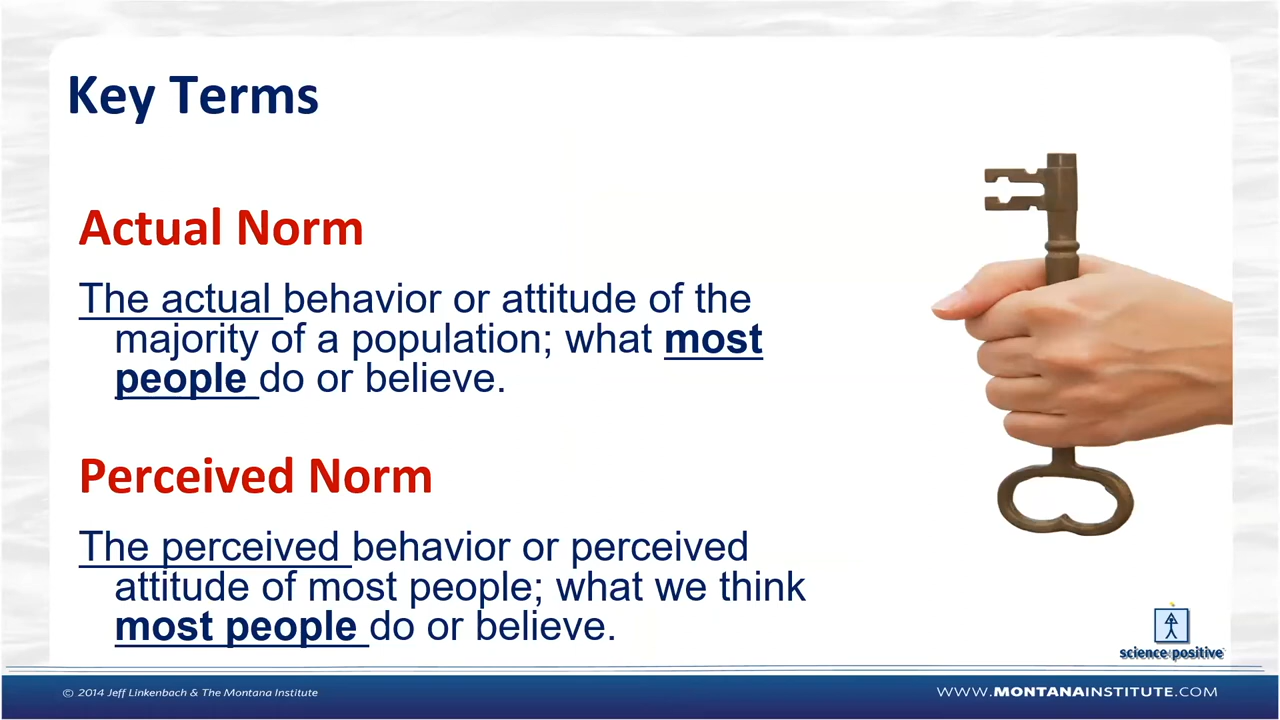 Key Terms
Actual Norm
The actual behavior or attitude of the
majority of a population; what most
people do or believe.
Perceived Norm
The perceived behavior or perceived
attitude of most people; what we think
most people do or believe.
science positive
© 2014 Jeff Linkenbach & The Montana Institute
WWW.MONTANAINSTITUTE.COM